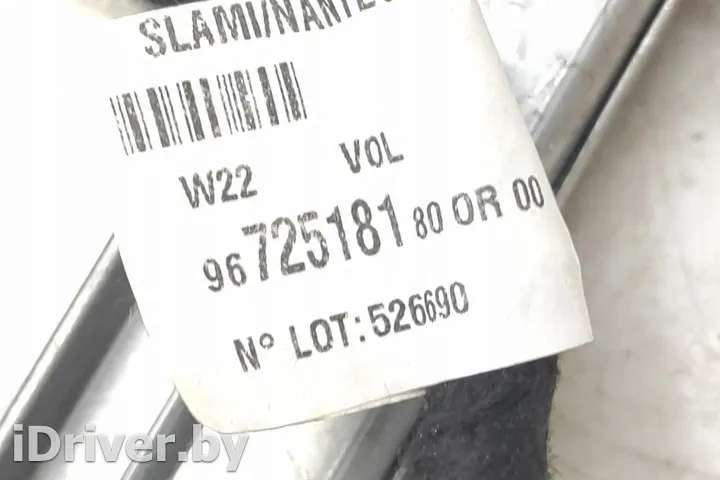 SLAMI/NANTE
W22 VOL
96 725181 80 OR 00
N° LOT: 526690
iDriver.by